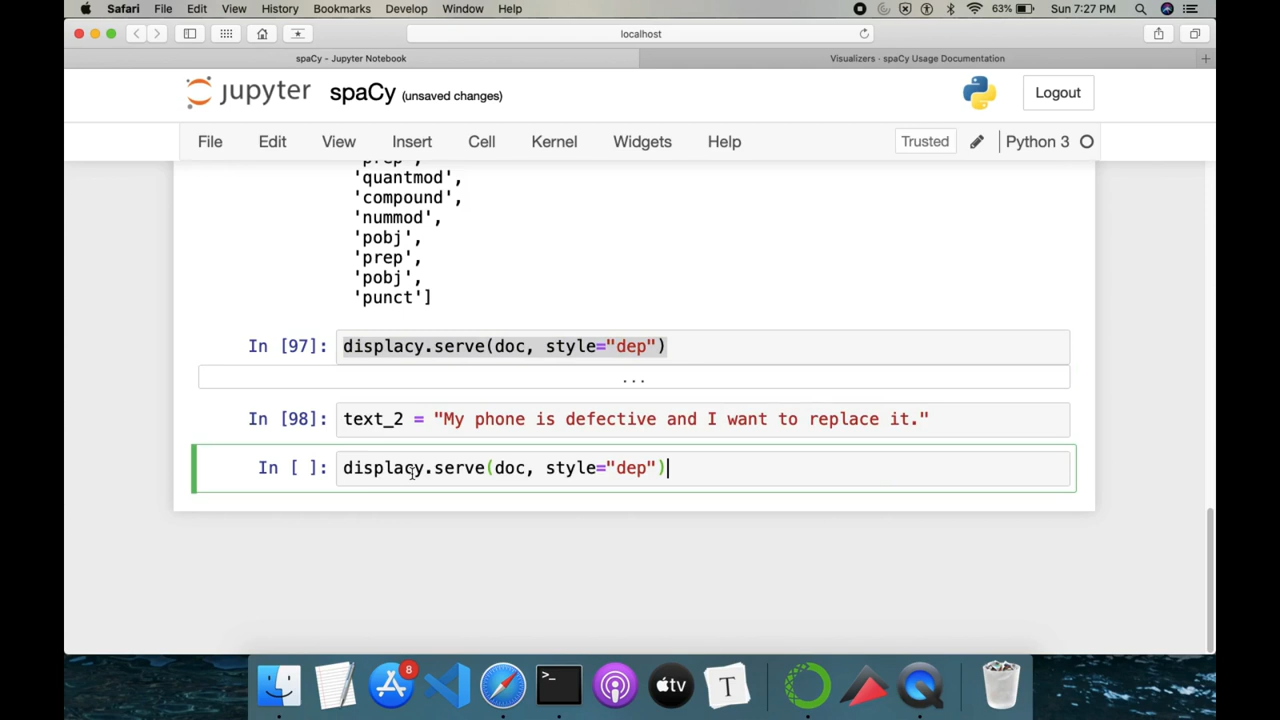 Safari File Edit View History Bookmarks Develop Window Help 63% Sun 7:27 PM
localhost
spaCy - Jupyter Notebook Visualizers · spaCy Usage Documentation +
jupyter spaCy (unsaved changes) Logout
File Edit View Insert Cell Kernel Widgets Help Trusted Python 3
'prep',
'quantmod',
'compound',
'nummod',
'pobj',
'prep',
'pobj',
'punct']
In [97]: displacy.serve(doc, style="dep")
...
In [98]: text_2 = "My phone is defective and I want to replace it."
In [ ]: displacy.serve(doc, style="dep")
8
>_
tv
T